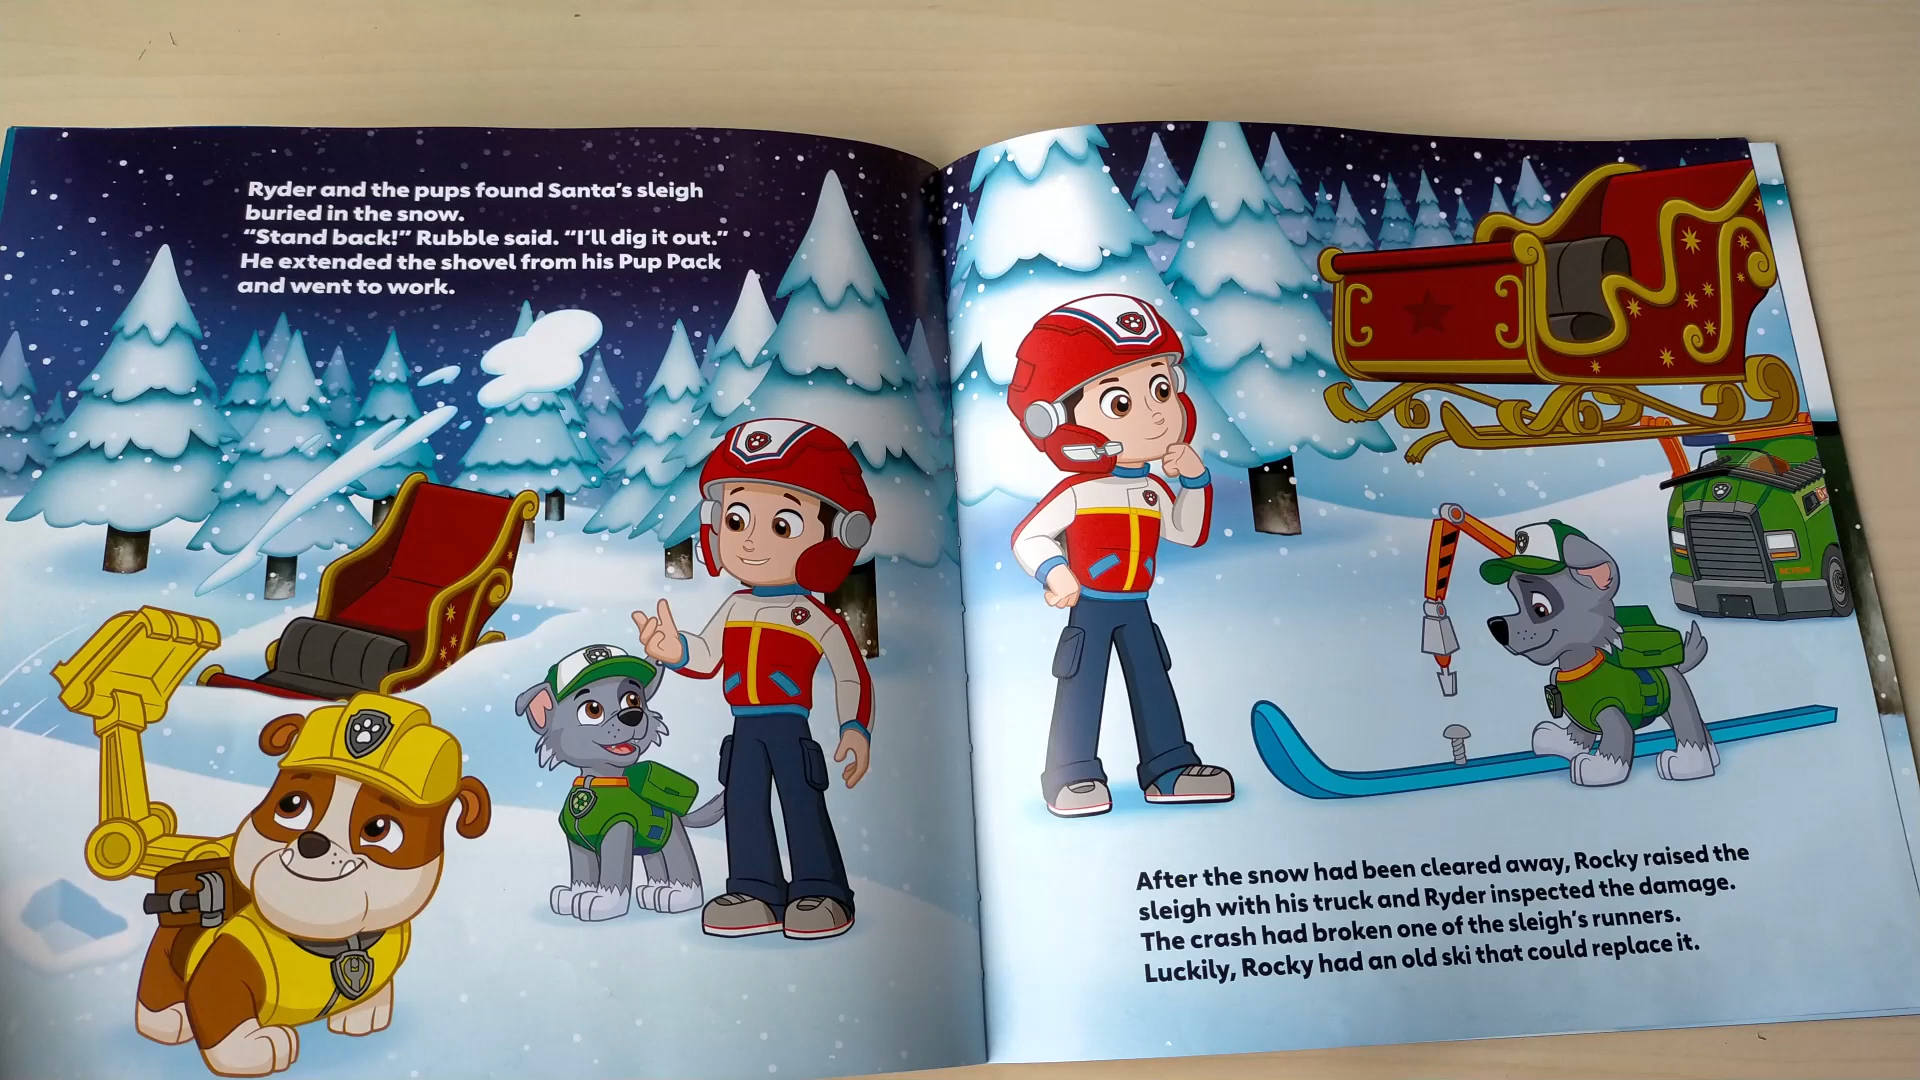 Ryder and the pups found Santa's sleigh
buried in the snow.
“Stand back!” Rubble said. “I'll dig it out.”
He extended the shovel from his Pup Pack
and went to work.
After the snow had been cleared away, Rocky raised the
sleigh with his truck and Ryder inspected the damage.
The crash had broken one of the sleigh's runners.
Luckily, Rocky had an old ski that could replace it.